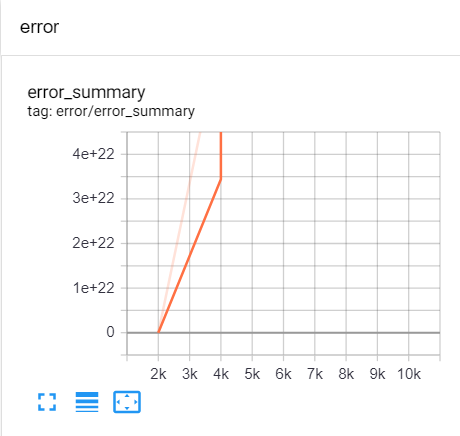 error
error_summary
tag: error/error_summary
4e+22
3e+22
2e+22
1e+22
0
2k 3k 4k 5k 6k 7k 8k 9k 10k